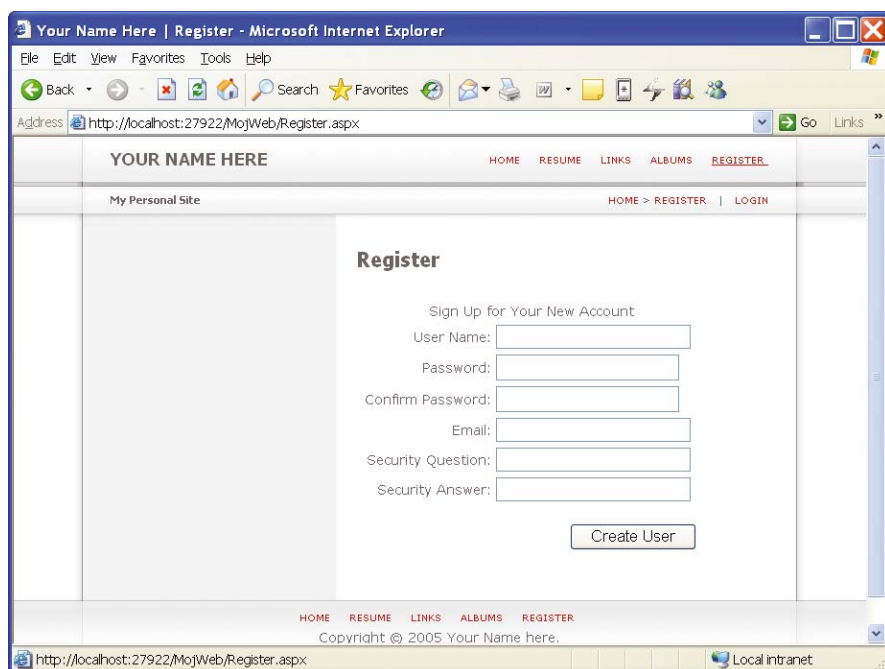 Your Name Here | Register - Microsoft Internet Explorer
File Edit View Favorites Tools Help
Back Search Favorites
Address http://localhost:27922/MojWeb/Register.aspx Go Links »
YOUR NAME HERE HOME RESUME LINKS ALBUMS REGISTER
My Personal Site HOME > REGISTER | LOGIN
Register
Sign Up for Your New Account
User Name:
Password:
Confirm Password:
Email:
Security Question:
Security Answer:
Create User
HOME RESUME LINKS ALBUMS REGISTER
Copyright @ 2005 Your Name here.
http://localhost:27922/MojWeb/Register.aspx Local intranet